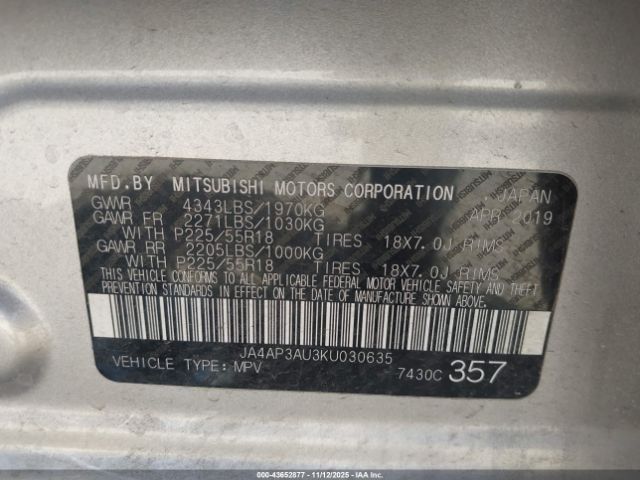 MFD.BY MITSUBISHI MOTORS CORPORATION JAPAN
GVWR 4343LBS/1970KG APR 2019
GAWR FR 2271LBS/1030KG
WITH P225/55R18 TIRES 18X7.0J RIMS
GAWR RR 2205LBS/1000KG
WITH P225/55R18 TIRES 18X7.0J RIMS
THIS VEHICLE CONFORMS TO ALL APPLICABLE FEDERAL MOTOR VEHICLE SAFETY AND THEFT
PREVENTION STANDARDS IN EFFECT ON THE DATE OF MANUFACTURE SHOWN ABOVE.
JA4AP3AU3KU030635
VEHICLE TYPE: MPV 7430C 357
000-43652677 - 11/12/2025 - IAAI.COM